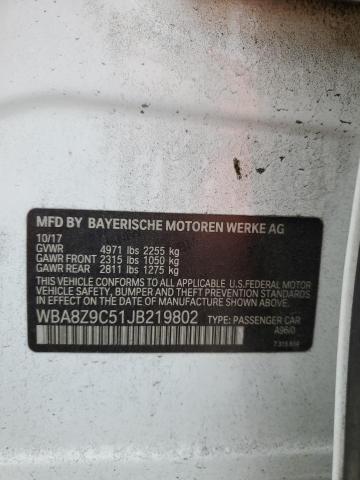 MFD BY BAYERISCHE MOTOREN WERKE AG
10/17
GVWR 4971 lbs 2255 kg
GAWR FRONT 2315 lbs 1050 kg
GAWR REAR 2811 lbs 1275 kg
THIS VEHICLE CONFORMS TO ALL APPLICABLE U.S.FEDERAL MOTOR
VEHICLE SAFETY, BUMPER, AND THEFT PREVENTION STANDARDS
IN EFFECT ON THE DATE OF MANUFACTURE SHOWN ABOVE.
WBA8Z9C51JB219802 TYPE: PASSENGER CAR
A96/0